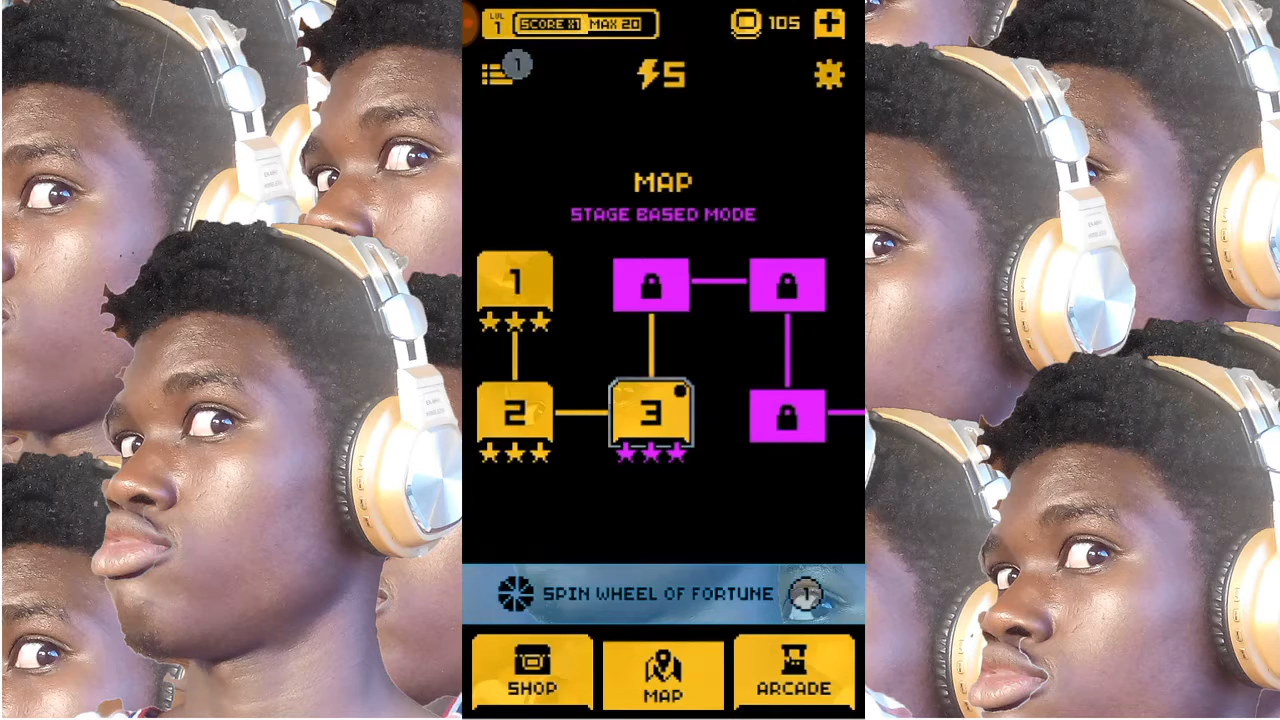 LVL 1 SCORE X1 MAX 20 105
1 5
MAP
STAGE BASED MODE
1
2 3
SPIN WHEEL OF FORTUNE 1
SHOP MAP ARCADE